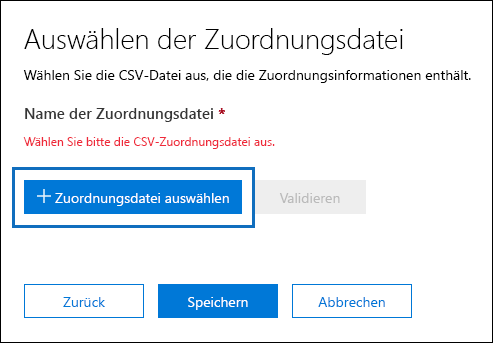 Auswählen der Zuordnungsdatei
Wählen Sie die CSV-Datei aus, die die Zuordnungsinformationen enthält.
Name der Zuordnungsdatei *
Wählen Sie bitte die CSV-Zuordnungsdatei aus.
+ Zuordnungsdatei auswählen Validieren
Zurück Speichern Abbrechen